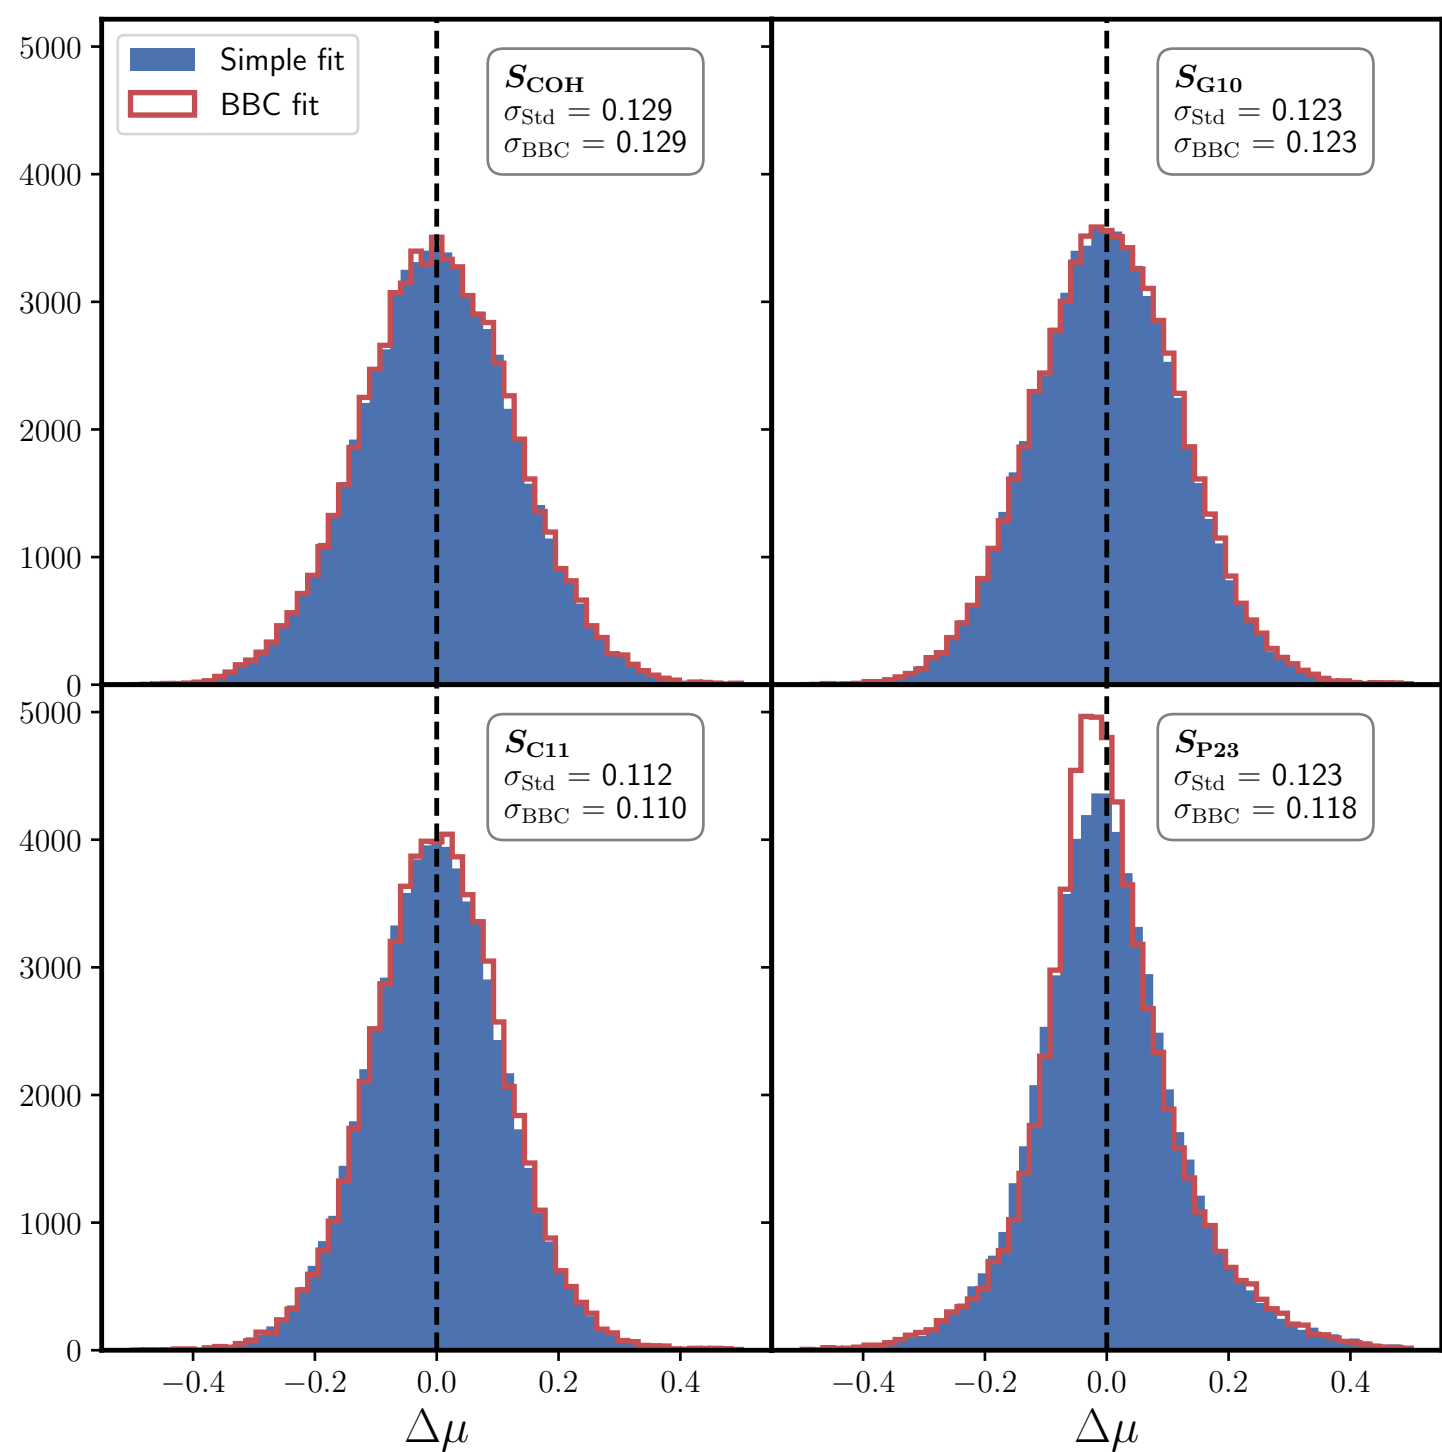 5000
4000
3000
2000
1000
0
Simple fit
BBC fit
S_COH
σ_Std = 0.129
σ_BBC = 0.129
S_G10
σ_Std = 0.123
σ_BBC = 0.123
5000
4000
3000
2000
1000
0
S_C11
σ_Std = 0.112
σ_BBC = 0.110
S_P23
σ_Std = 0.123
σ_BBC = 0.118
−0.4 −0.2 0.0 0.2 0.4
−0.4 −0.2 0.0 0.2 0.4
Δμ
Δμ